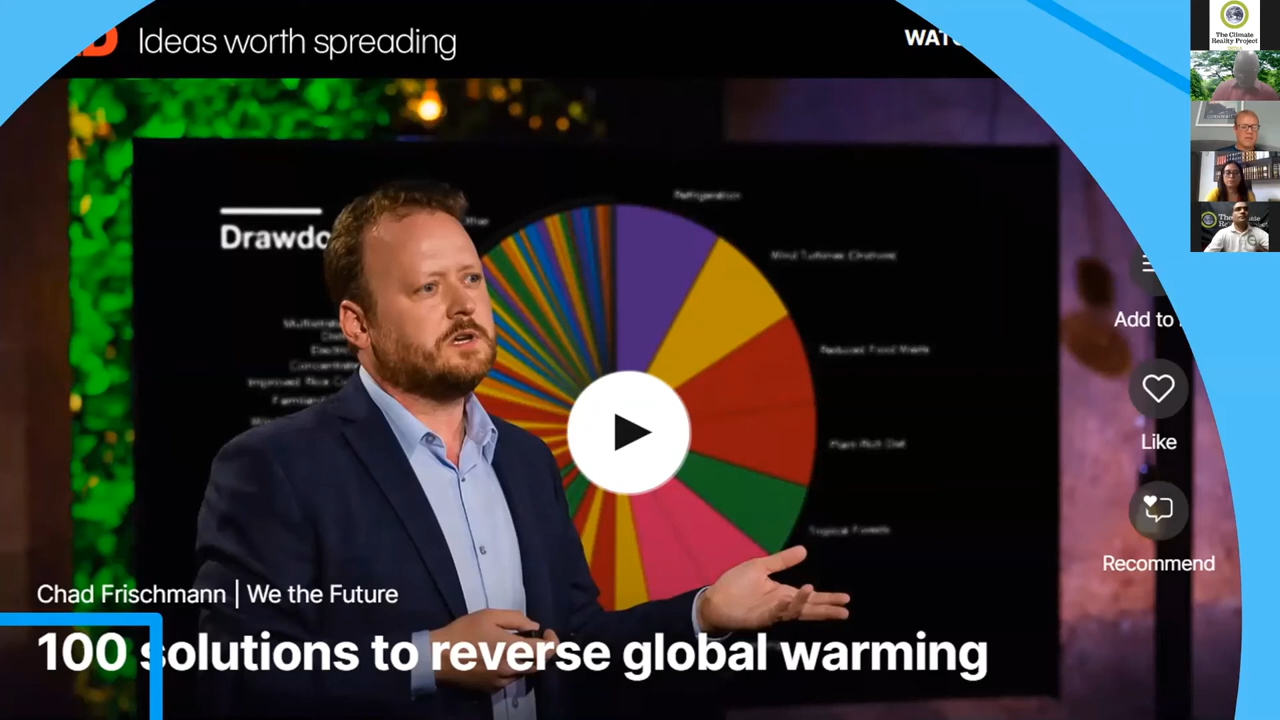 Ideas worth spreading
The Climate
Reality Project
INDIA
Drawdo
Refrigeration
Wind Turbines (Onshore)
Reduced Food Waste
Plant-Rich Diet
Tropical Forests
Add to
Like
Recommend
Chad Frischmann | We the Future
100 solutions to reverse global warming